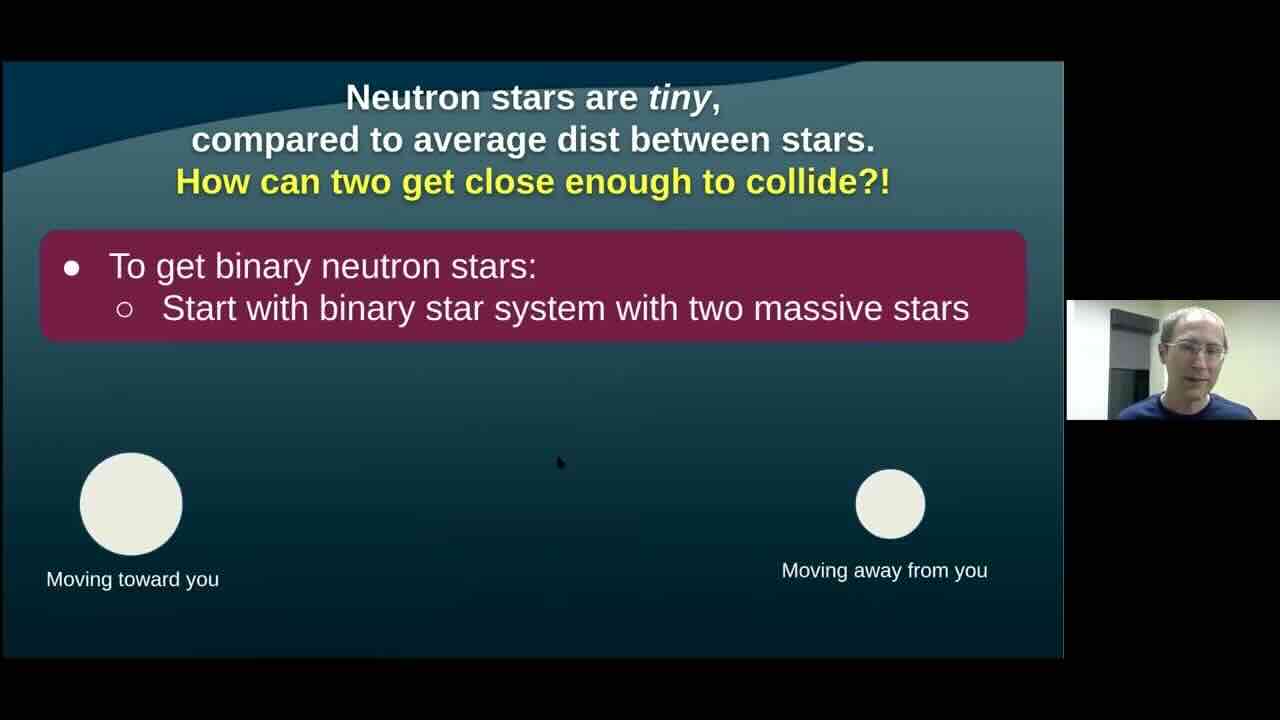 Neutron stars are tiny,
compared to average dist between stars.
How can two get close enough to collide?!
● To get binary neutron stars:
○ Start with binary star system with two massive stars
Moving toward you
Moving away from you